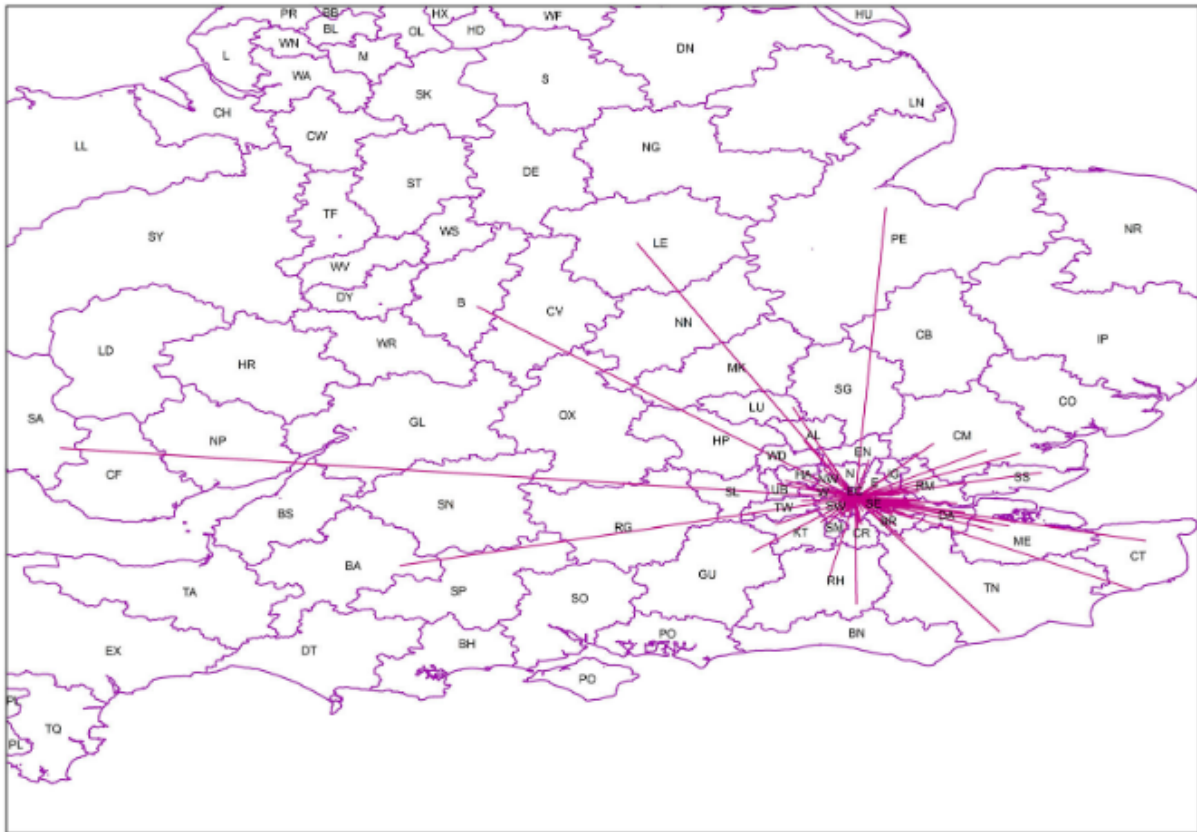 PR BB HX WF HU
WN BL OL HD DN
L M
WA S
SK LN
CH
CW
LL NG
ST DE
TF
SY WS LE PE NR
WV
DY B CV NN CB
WR IP
LD HR MK SG
LU CO
SA GL OX
NP HP AL CM
CF WD EN
HA N IG
UB SL W E RM SS
BS SN TW SE
RG KT SM CR BR DA ME
BA GU CT
TA SP SO RH TN
EX DT BH PO BN
PO
PL
TQ
PL